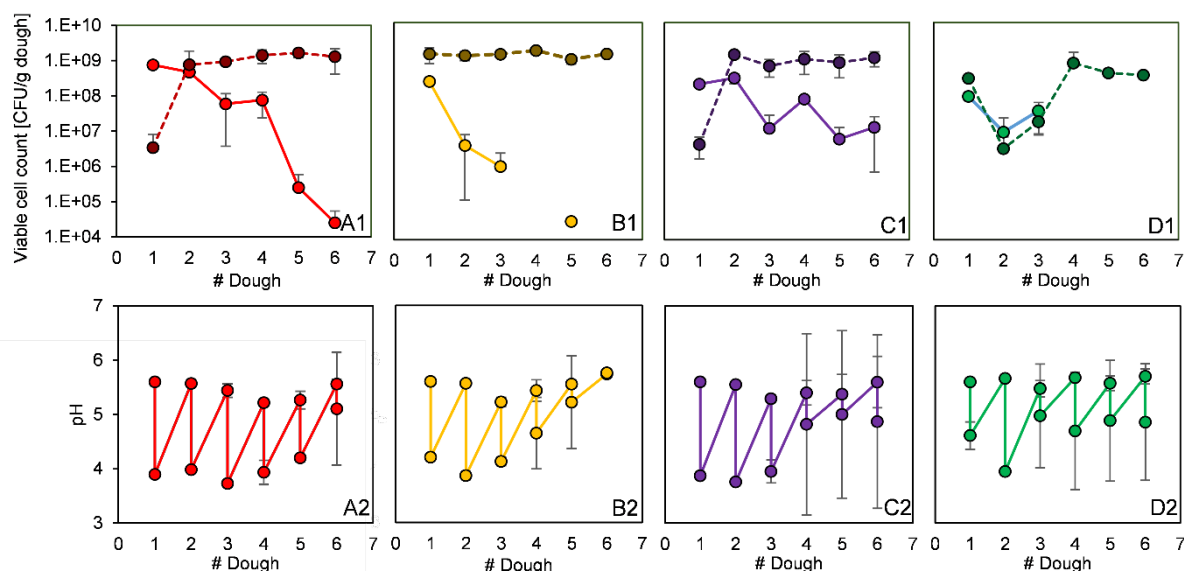 Viable cell count [CFU/g dough]
1.E+10
1.E+09
1.E+08
1.E+07
1.E+06
1.E+05
1.E+04
A1
B1
C1
D1
0 1 2 3 4 5 6 7
0 1 2 3 4 5 6 7
0 1 2 3 4 5 6 7
0 1 2 3 4 5 6 7
# Dough
# Dough
# Dough
# Dough
pH
7
6
5
4
3
A2
B2
C2
D2
0 1 2 3 4 5 6 7
0 1 2 3 4 5 6 7
0 1 2 3 4 5 6 7
0 1 2 3 4 5 6 7
# Dough
# Dough
# Dough
# Dough